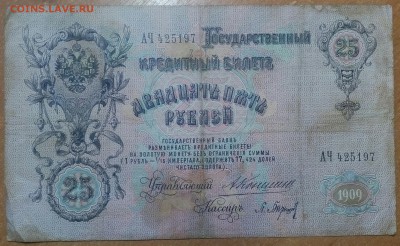 COINS.LAVE.RU
АЧ 425197 ГОСУДАРСТВЕННЫЙ
25
КРЕДИТНЫЙ БИЛЕТЪ
ДВАДЦАТЬ ПЯТЬ
РУБЛЕЙ
ГОСУДАРСТВЕННЫЙ БАНКЪ
РАЗМѢНИВАЕТЪ КРЕДИТНЫЕ БИЛЕТЫ
НА ЗОЛОТУЮ МОНЕТУ БЕЗЪ ОГРАНИЧЕНІЯ СУММЫ
(1 РУБЛЬ = 1/15 ИМПЕРІАЛА, СОДЕРЖИТЪ 17,424 ДОЛЕЙ
ЧИСТАГО ЗОЛОТА).
АЧ 425197
25
Управляющій
Кассиръ
1909